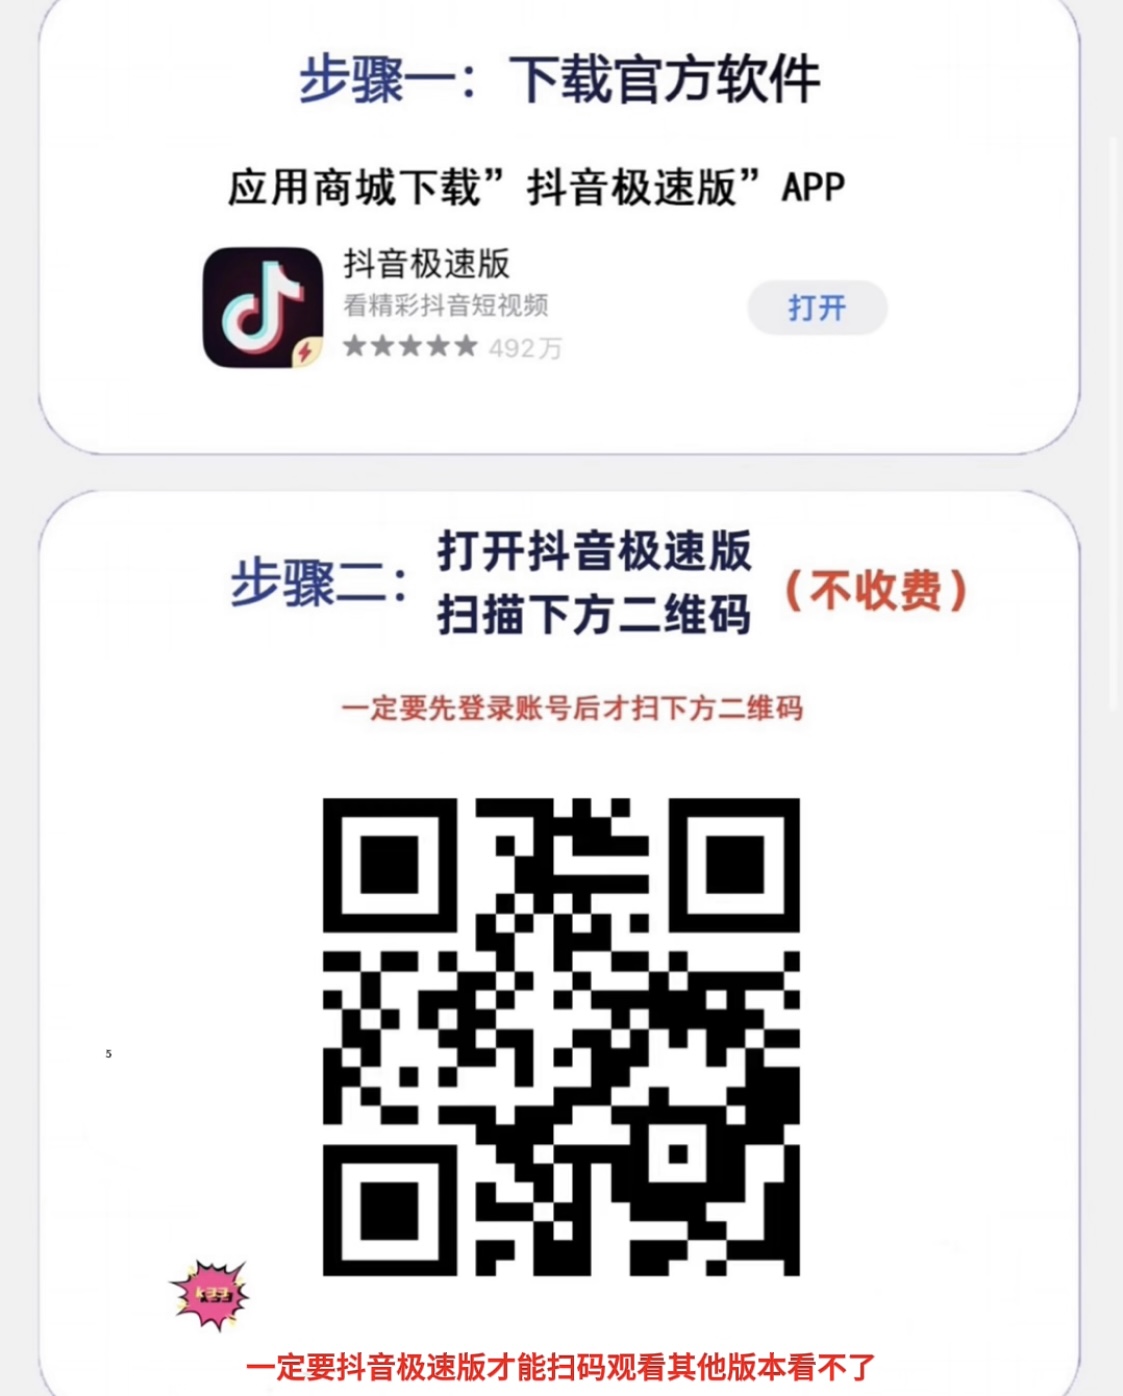 步骤一：下载官方软件
应用商城下载”抖音极速版”APP
抖音极速版
看精彩抖音短视频
492万
打开
步骤二：
打开抖音极速版
扫描下方二维码
（不收费）
一定要先登录账号后才扫下方二维码
5
k33
一定要抖音极速版才能扫码观看其他版本看不了